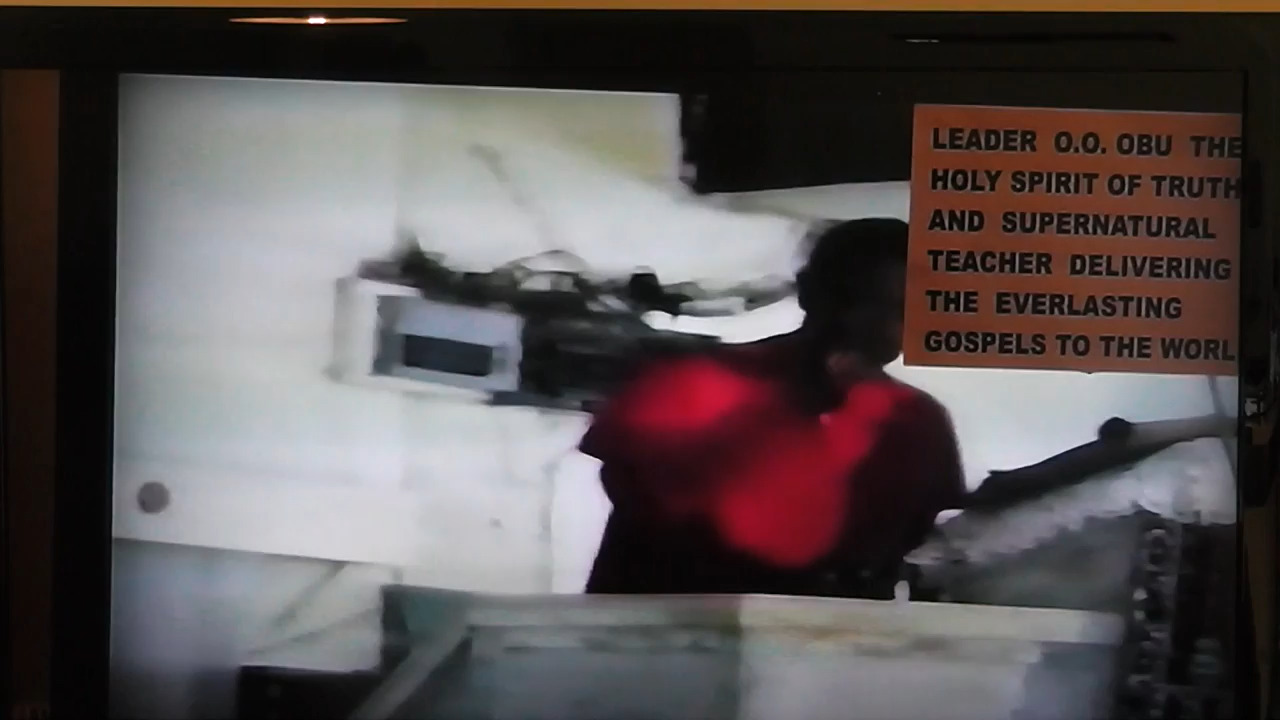 LEADER O.O. OBU THE
HOLY SPIRIT OF TRUTH
AND SUPERNATURAL
TEACHER DELIVERING
THE EVERLASTING
GOSPELS TO THE WORL